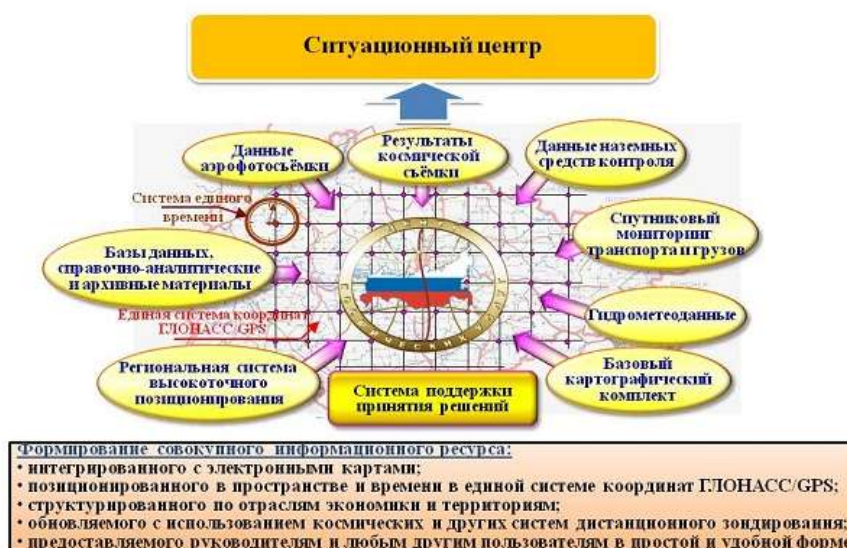 Ситуационный центр
Данные
аэрофотосъёмки
Результаты
космической
съёмки
Данные наземных
средств контроля
Система единого
времени
Спутниковый
мониторинг
транспорта и грузов
Базы данных,
справочно-аналитические
и архивные материалы
Гидрометеоданные
Единая система координат
ГЛОНАСС/GPS
Региональная система
высокоточного
позиционирования
Базовый
картографический
комплект
Система поддержки
принятия решений
Формирование совокупного информационного ресурса:
• интегрированного с электронными картами;
• позиционированного в пространстве и времени в единой системе координат ГЛОНАСС/GPS;
• структурированного по отраслям экономики и территориям;
• обновляемого с использованием космических и других систем дистанционного зондирования;
• предоставляемого руководителям и любым другим пользователям в простой и удобной форме